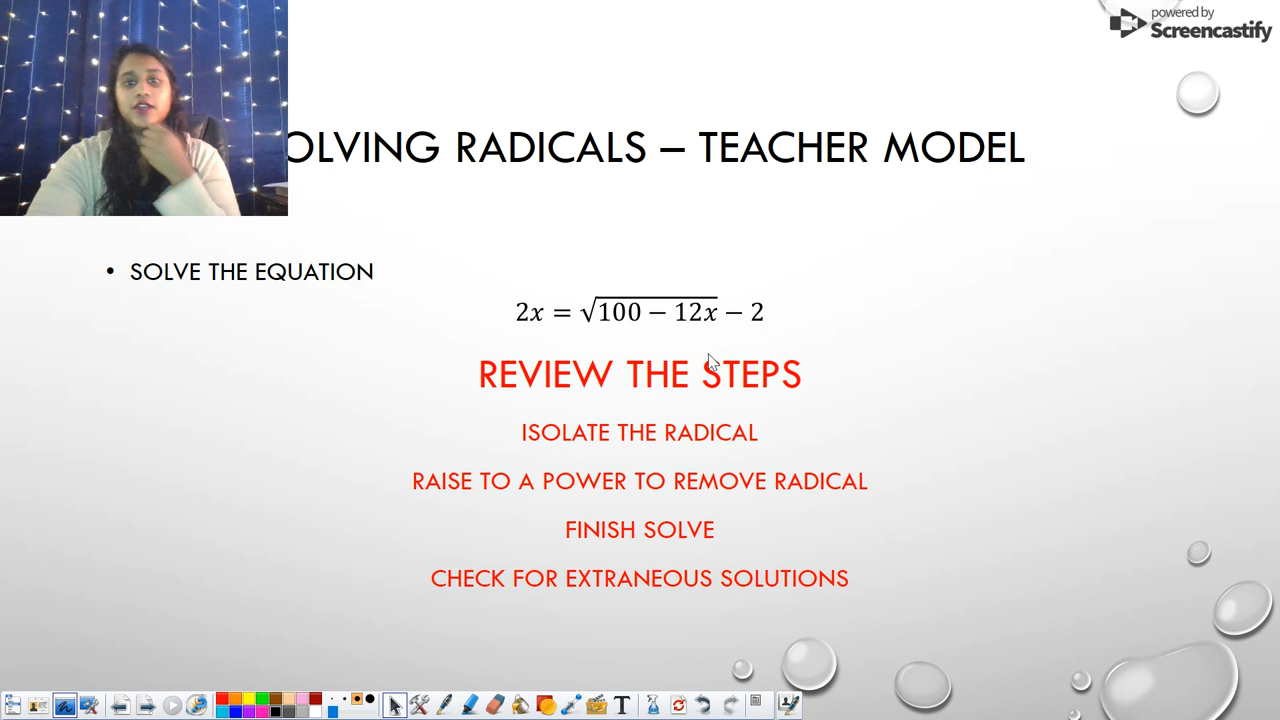 powered by
Screencastify
OLVING RADICALS – TEACHER MODEL
• SOLVE THE EQUATION
2x = √100 − 12x − 2
REVIEW THE STEPS
ISOLATE THE RADICAL
RAISE TO A POWER TO REMOVE RADICAL
FINISH SOLVE
CHECK FOR EXTRANEOUS SOLUTIONS
T